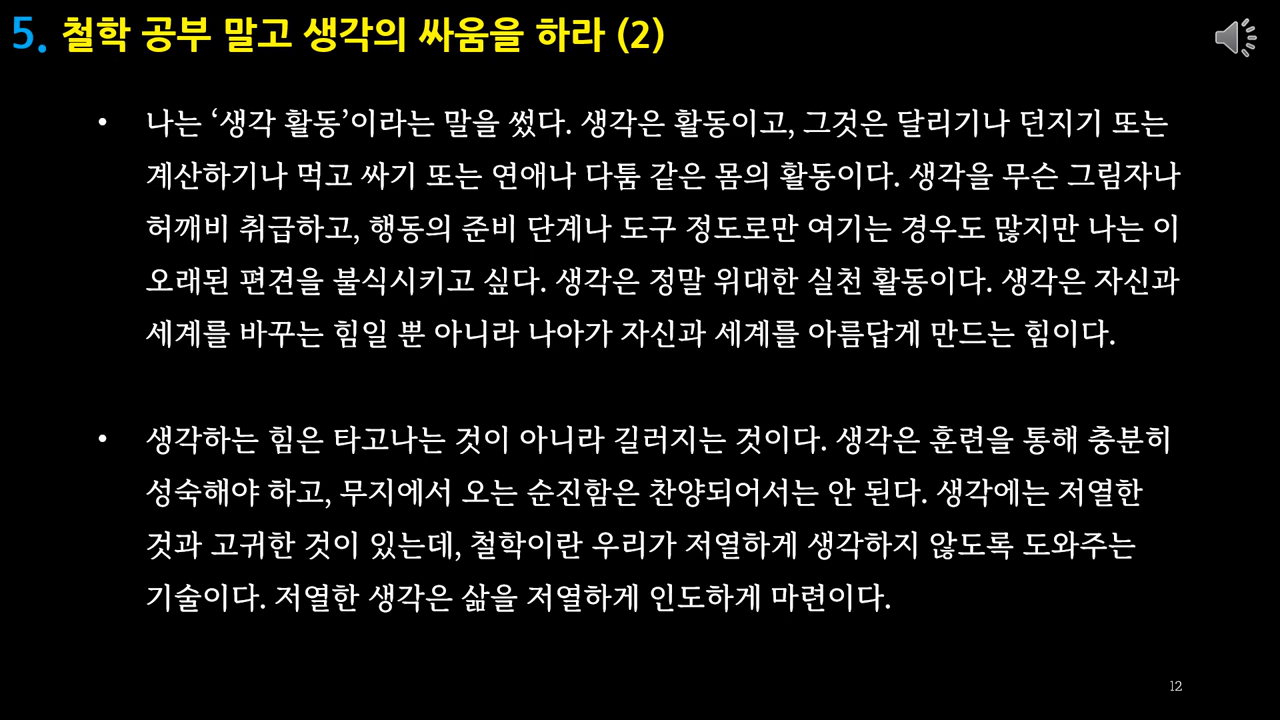 5. 철학 공부 말고 생각의 싸움을 하라 (2)
• 나는 ‘생각 활동’이라는 말을 썼다. 생각은 활동이고, 그것은 달리기나 던지기 또는
계산하기나 먹고 싸기 또는 연애나 다툼 같은 몸의 활동이다. 생각을 무슨 그림자나
허깨비 취급하고, 행동의 준비 단계나 도구 정도로만 여기는 경우도 많지만 나는 이
오래된 편견을 불식시키고 싶다. 생각은 정말 위대한 실천 활동이다. 생각은 자신과
세계를 바꾸는 힘일 뿐 아니라 나아가 자신과 세계를 아름답게 만드는 힘이다.
• 생각하는 힘은 타고나는 것이 아니라 길러지는 것이다. 생각은 훈련을 통해 충분히
성숙해야 하고, 무지에서 오는 순진함은 찬양되어서는 안 된다. 생각에는 저열한
것과 고귀한 것이 있는데, 철학이란 우리가 저열하게 생각하지 않도록 도와주는
기술이다. 저열한 생각은 삶을 저열하게 인도하게 마련이다.
12